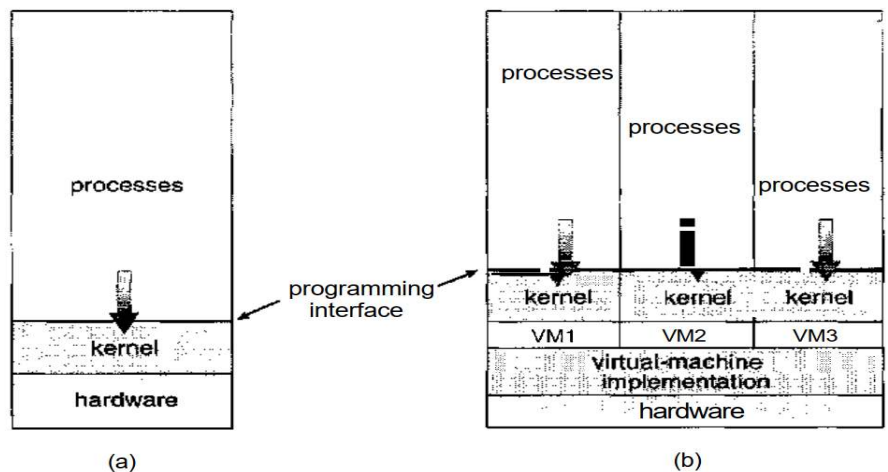 processes
kernel
hardware
(a)
programming
interface
processes
processes
processes
kernel kernel kernel
VM1 VM2 VM3
virtual-machine
implementation
hardware
(b)